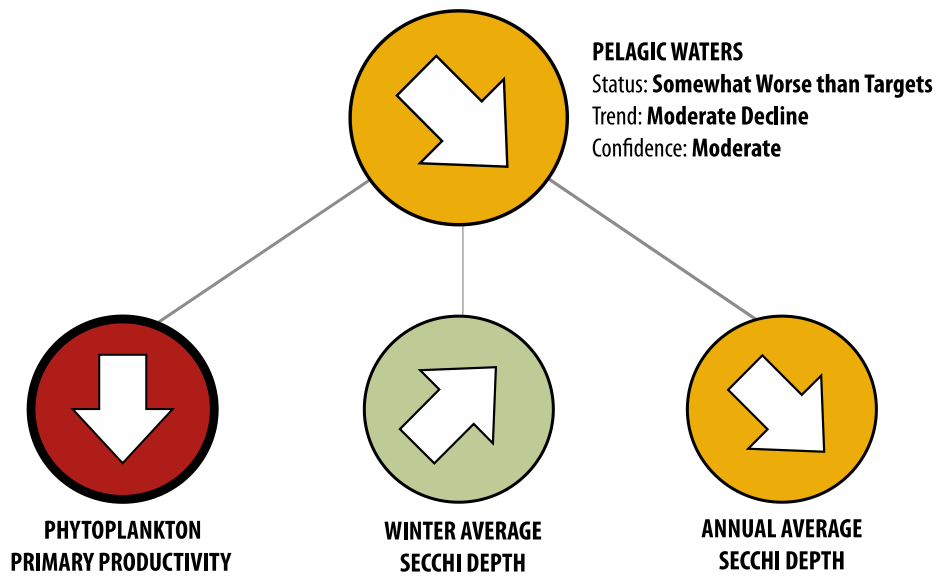 PELAGIC WATERS
Status: Somewhat Worse than Targets
Trend: Moderate Decline
Confidence: Moderate
PHYTOPLANKTON
PRIMARY PRODUCTIVITY
WINTER AVERAGE
SECCHI DEPTH
ANNUAL AVERAGE
SECCHI DEPTH